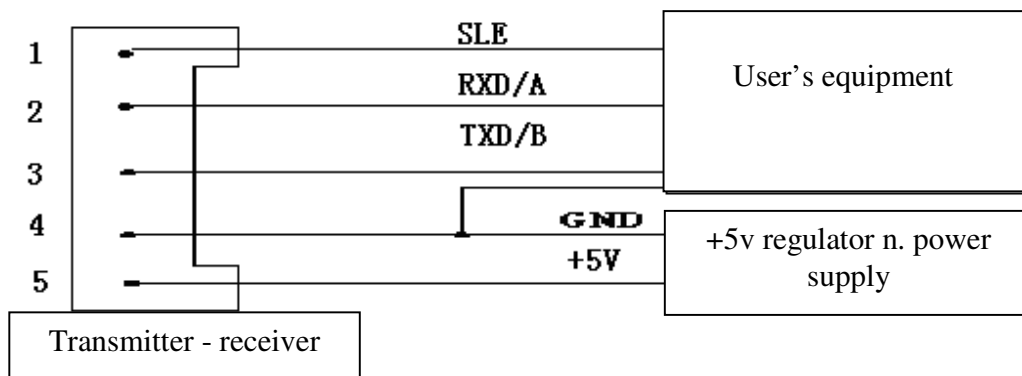 1
SLE
User's equipment
2
RXD/A
TXD/B
3
4
GND
+5v regulator n. power
supply
+5V
5
Transmitter - receiver